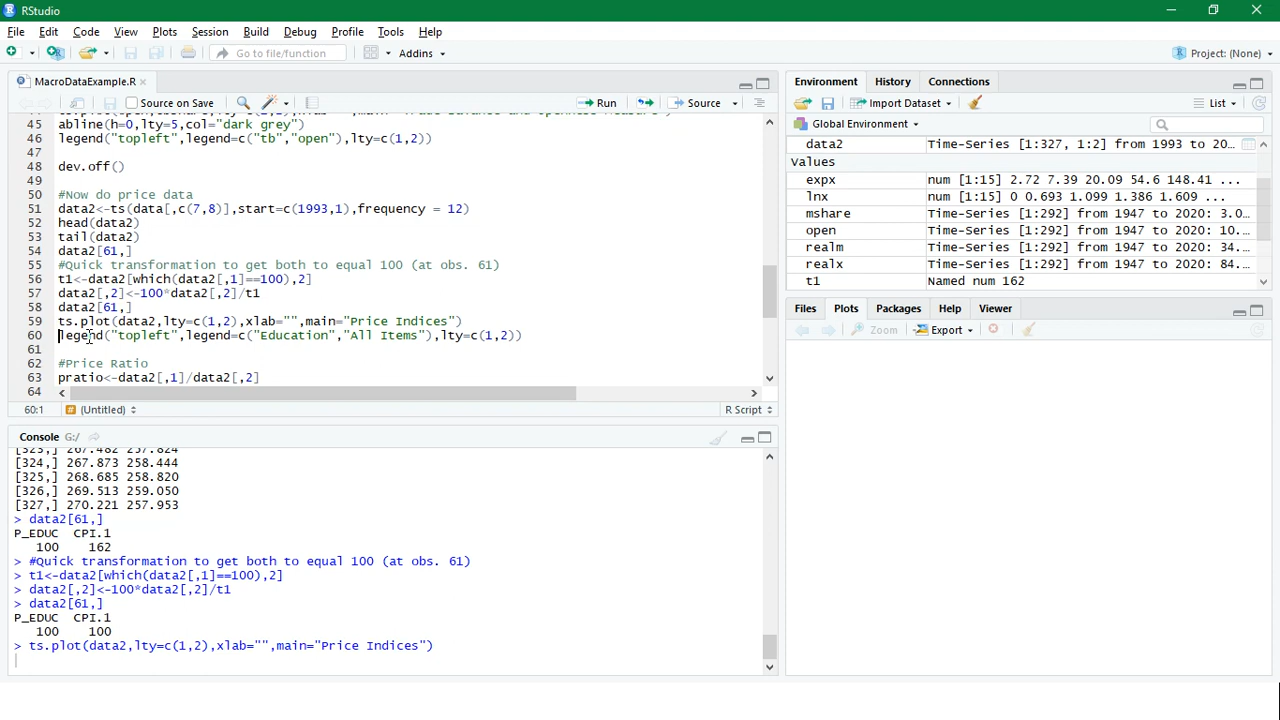 RStudio
File Edit Code View Plots Session Build Debug Profile Tools Help
Go to file/function Addins Project: (None)
MacroDataExample.R
Source on Save Run Source
45 abline(h=0,lty=5,col="dark grey")
46 legend("topleft",legend=c("tb","open"),lty=c(1,2))
47
48 dev.off()
49
50 #Now do price data
51 data2<-ts(data[,c(7,8)],start=c(1993,1),frequency = 12)
52 head(data2)
53 tail(data2)
54 data2[61,]
55 #Quick transformation to get both to equal 100 (at obs. 61)
56 t1<-data2[which(data2[,1]==100),2]
57 data2[,2]<-100*data2[,2]/t1
58 data2[61,]
59 ts.plot(data2,lty=c(1,2),xlab="",main="Price Indices")
60 legend("topleft",legend=c("Education","All Items"),lty=c(1,2))
61
62 #Price Ratio
63 pratio<-data2[,1]/data2[,2]
64
60:1 (Untitled) R Script
Console G:/
[323,] 267.482 257.824
[324,] 267.873 258.444
[325,] 268.685 258.820
[326,] 269.513 259.050
[327,] 270.221 257.953
> data2[61,]
P_EDUC CPI.1
100 162
> #Quick transformation to get both to equal 100 (at obs. 61)
> t1<-data2[which(data2[,1]==100),2]
> data2[,2]<-100*data2[,2]/t1
> data2[61,]
P_EDUC CPI.1
100 100
> ts.plot(data2,lty=c(1,2),xlab="",main="Price Indices")
Environment History Connections
Import Dataset List
Global Environment
data2 Time-Series [1:327, 1:2] from 1993 to 20...
Values
expx num [1:15] 2.72 7.39 20.09 54.6 148.41 ...
lnx num [1:15] 0 0.693 1.099 1.386 1.609 ...
mshare Time-Series [1:292] from 1947 to 2020: 3.0...
open Time-Series [1:292] from 1947 to 2020: 10...
realm Time-Series [1:292] from 1947 to 2020: 34...
realx Time-Series [1:292] from 1947 to 2020: 84...
t1 Named num 162
Files Plots Packages Help Viewer
Zoom Export